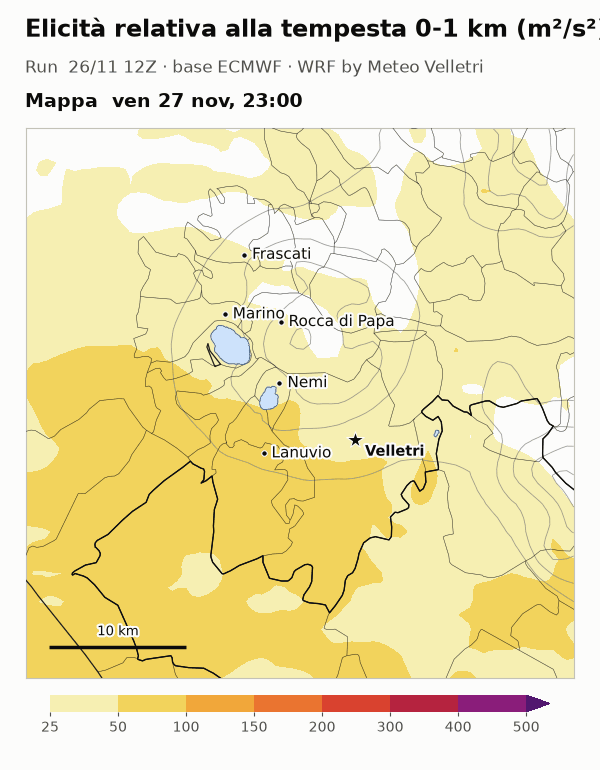 Elicità relativa alla tempesta 0-1 km (m²/s²)
Run  26/11 12Z · base ECMWF · WRF by Meteo Velletri
Mappa  ven 27 nov, 23:00
Frascati
Marino
Rocca di Papa
Nemi
Velletri
Lanuvio
10 km
25 50 100 150 200 300 400 500